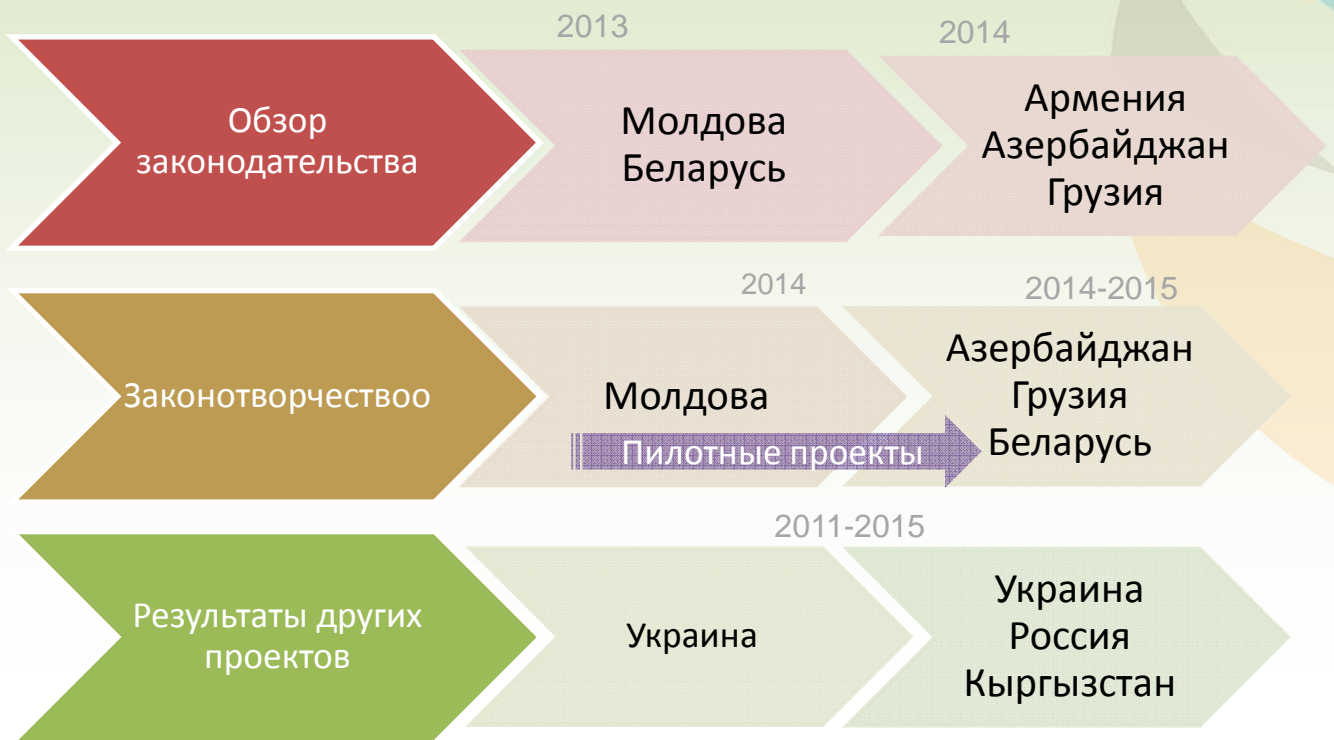 2013
2014
Обзор
законодательства
Молдова
Беларусь
Армения
Азербайджан
Грузия
2014
2014-2015
Законотворчествоо
Молдова
Азербайджан
Грузия
Беларусь
Пилотные проекты
2011-2015
Результаты других
проектов
Украина
Украина
Россия
Кыргызстан